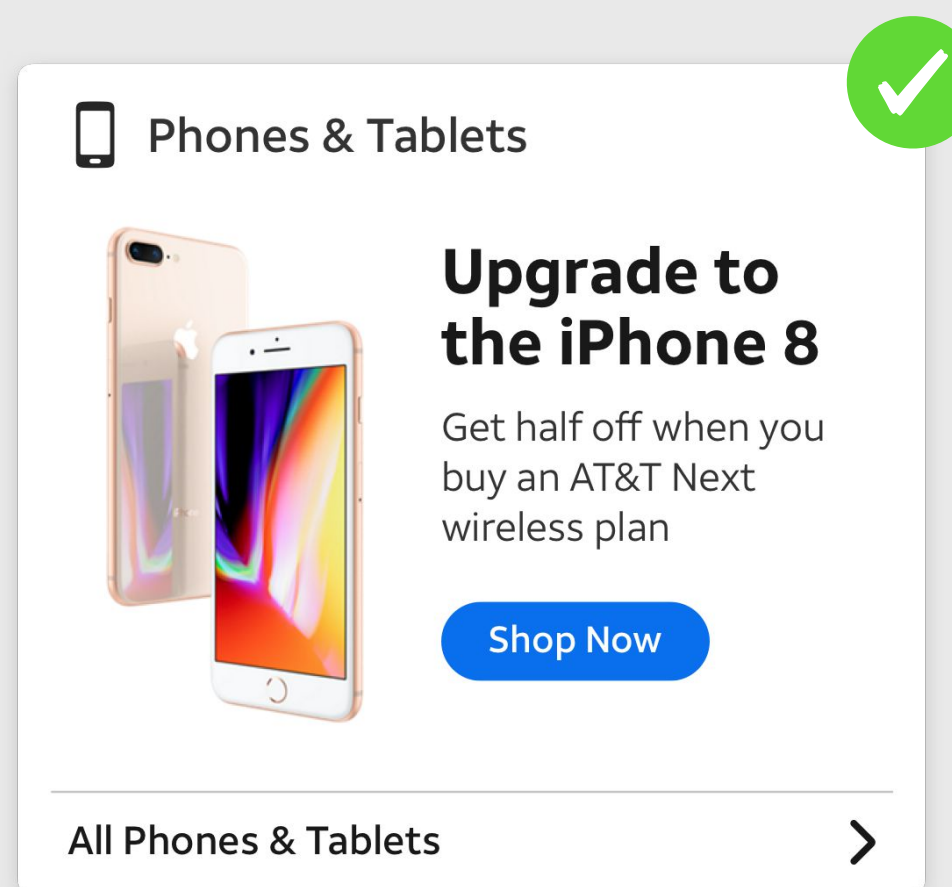 Phones & Tablets
Upgrade to
the iPhone 8
Get half off when you
buy an AT&T Next
wireless plan
Shop Now
All Phones & Tablets